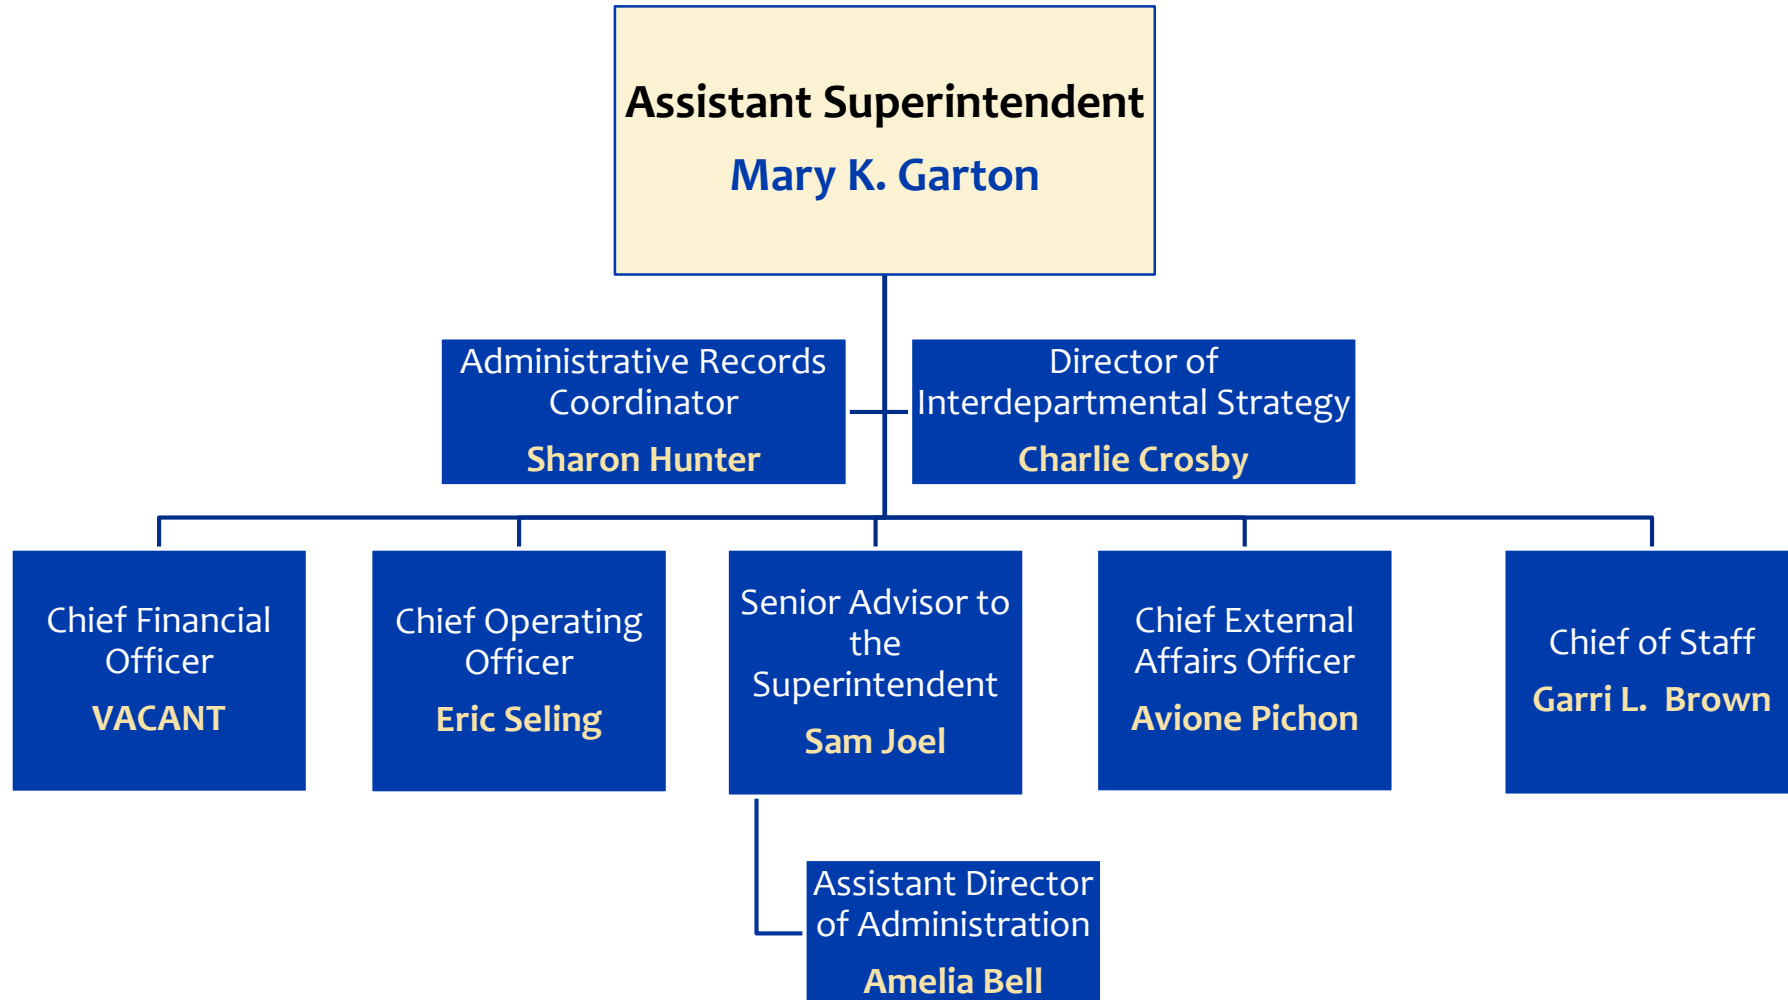 Assistant Superintendent
Mary K. Garton
Administrative Records
Coordinator
Sharon Hunter
Director of
Interdepartmental Strategy
Charlie Crosby
Chief Financial
Officer
VACANT
Chief Operating
Officer
Eric Seling
Senior Advisor to
the
Superintendent
Sam Joel
Chief External
Affairs Officer
Avione Pichon
Chief of Staff
Garri L.  Brown
Assistant Director
of Administration
Amelia Bell